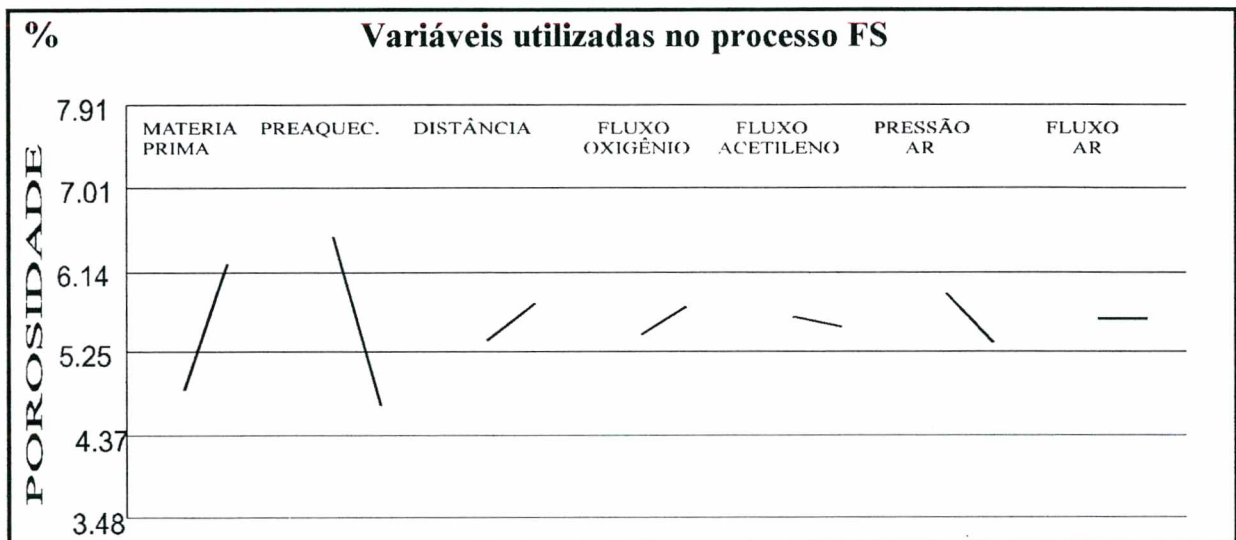 %
Variáveis utilizadas no processo FS
POROSIDADE
7.91
MATERIA PRIMA
PREAQUEC.
DISTÂNCIA
FLUXO OXIGÊNIO
FLUXO ACETILENO
PRESSÃO AR
FLUXO AR
7.01
6.14
5.25
4.37
3.48